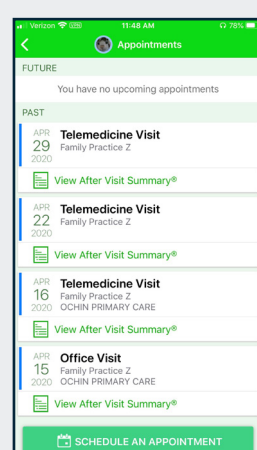 Verizon LTE 11:48 AM 78%
Appointments
FUTURE
You have no upcoming appointments
PAST
APR
29
2020
Telemedicine Visit
Family Practice Z
View After Visit Summary®
APR
22
2020
Telemedicine Visit
Family Practice Z
View After Visit Summary®
APR
16
2020
Telemedicine Visit
Family Practice Z
OCHIN PRIMARY CARE
View After Visit Summary®
APR
15
2020
Office Visit
Family Practice Z
OCHIN PRIMARY CARE
View After Visit Summary®
SCHEDULE AN APPOINTMENT